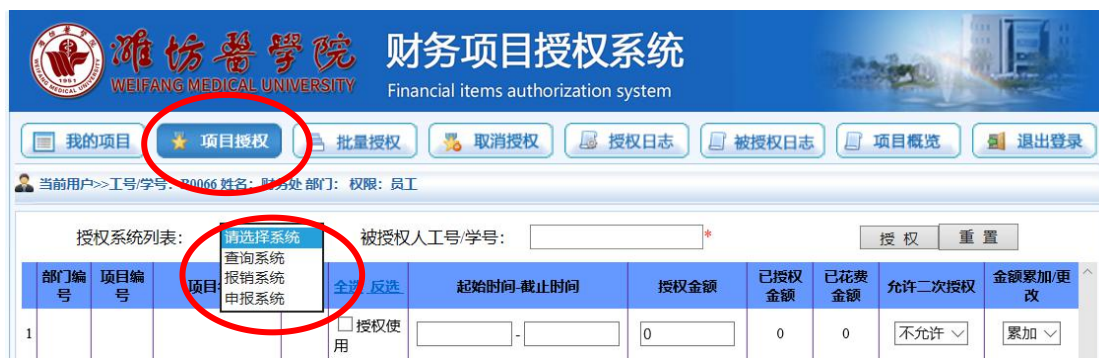 潍坊醫學院
WEIFANG MEDICAL UNIVERSITY
财务项目授权系统
Financial items authorization system
我的项目 项目授权 批量授权 取消授权 授权日志 被授权日志 项目概览 退出登录
当前用户>>工号/学号: B0066 姓名: 财务处 部门: 权限: 员工
授权系统列表: 请选择系统 被授权人工号/学号: * 授 权 重 置
查询系统
报销系统
申报系统
部门编号 项目编号 全选 反选 起始时间-截止时间 授权金额 已授权金额 已花费金额 允许二次授权 金额累加/更改
1 授权使用 - 0 0 0 不允许 累加